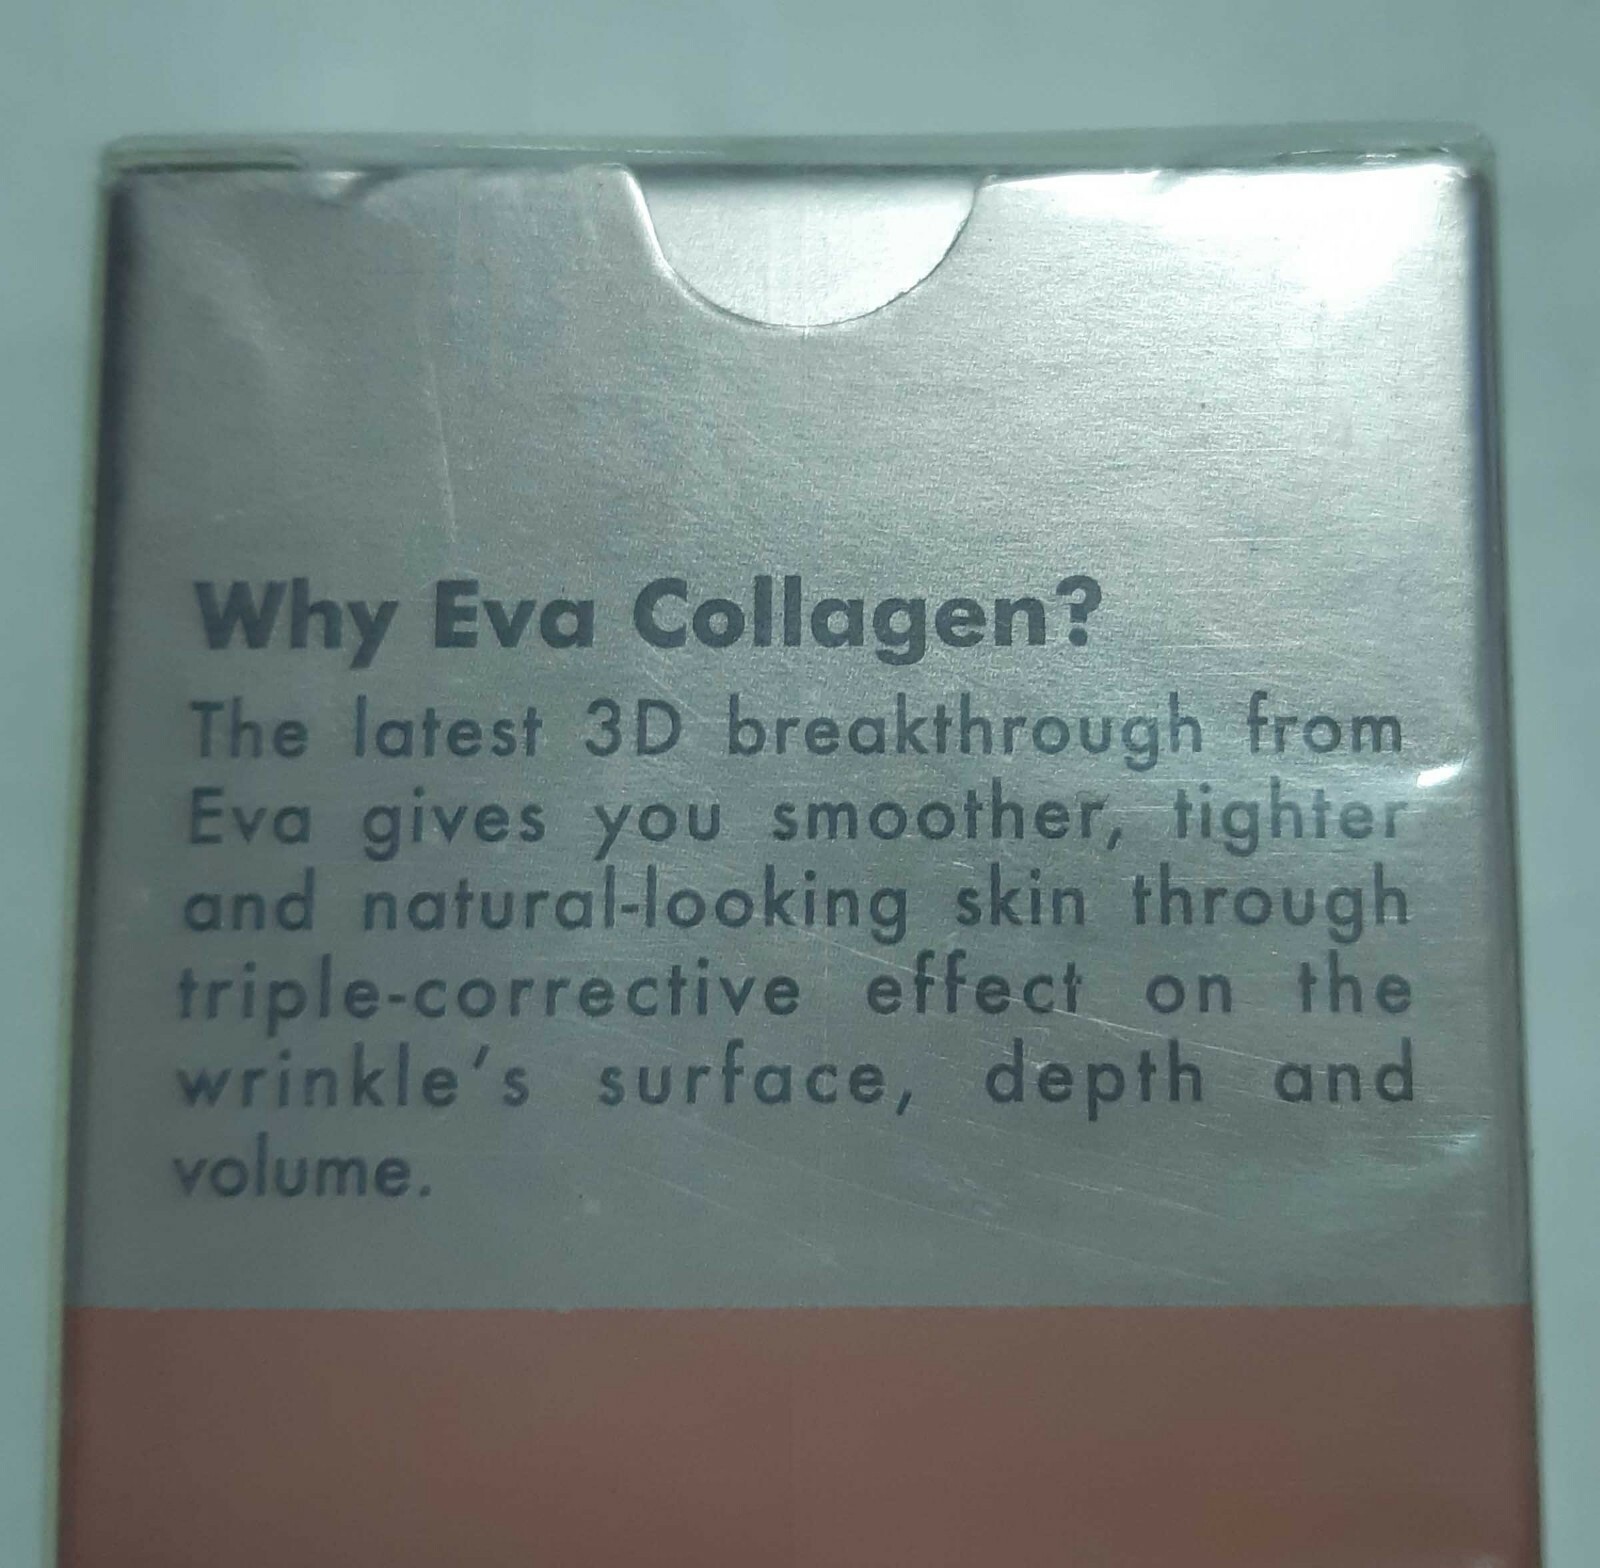 Why Eva Collagen?
The latest 3D breakthrough from
Eva gives you smoother, tighter
and natural-looking skin through
triple-corrective effect on the
wrinkle's surface, depth and
volume.